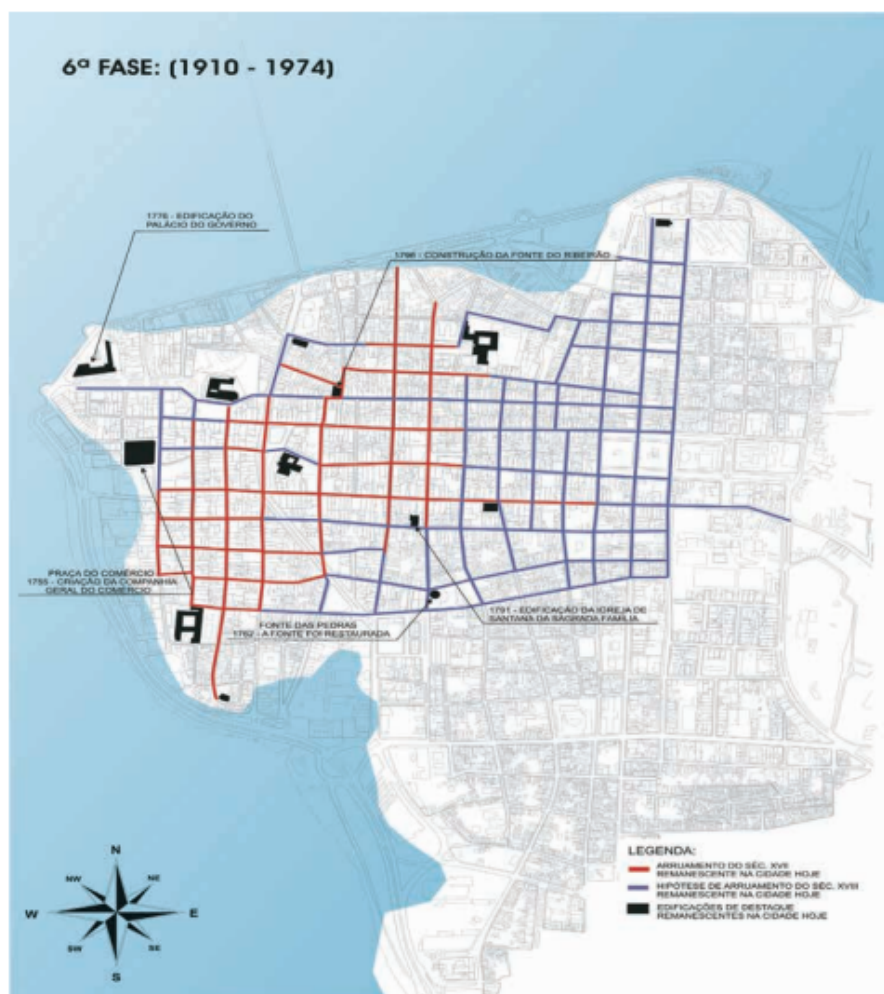 6ª FASE: (1910 - 1974)
1776 - EDIFICAÇÃO DO
PALÁCIO DO GOVERNO
1796 - CONSTRUÇÃO DA FONTE DO RIBEIRÃO
PRAÇA DO COMÉRCIO
1755 - CRIAÇÃO DA COMPANHIA
GERAL DO COMÉRCIO
FONTE DAS PEDRAS
1762 - A FONTE FOI RESTAURADA
1791 - EDIFICAÇÃO DA IGREJA DE
SANTANA DA SAGRADA FAMÍLIA
LEGENDA:
ARRUAMENTO DO SÉC. XVII
REMANESCENTE NA CIDADE HOJE
HIPÓTESE DE ARRUAMENTO DO SÉC. XVIII
REMANESCENTE NA CIDADE HOJE
EDIFICAÇÕES DE DESTAQUE
REMANESCENTES NA CIDADE HOJE
N
NW
NE
W
E
SW
SE
S